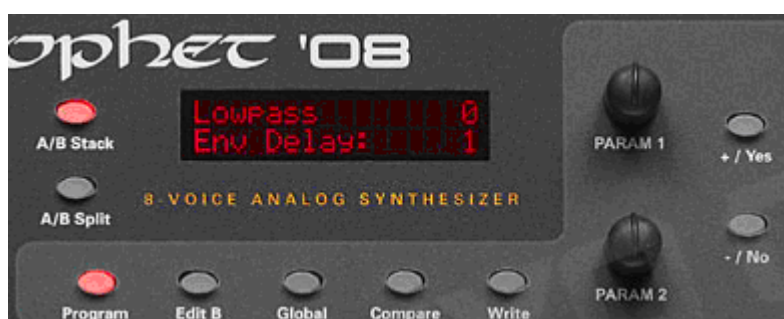 ophet '08
Lowpass 0
Env Delay: 1
A/B Stack
A/B Split
8-VOICE ANALOG SYNTHESIZER
PARAM 1
+ / Yes
- / No
PARAM 2
Program Edit B Global Compare Write